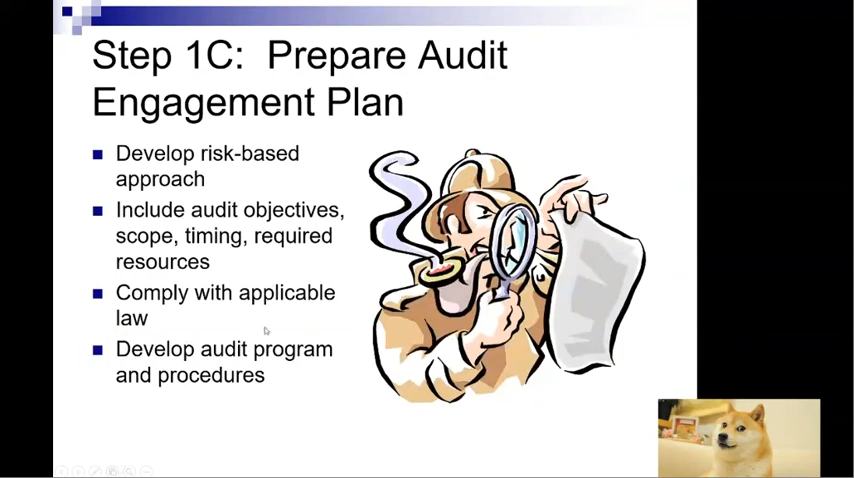 Step 1C: Prepare Audit
Engagement Plan
Develop risk-based
approach
Include audit objectives,
scope, timing, required
resources
Comply with applicable
law
Develop audit program
and procedures